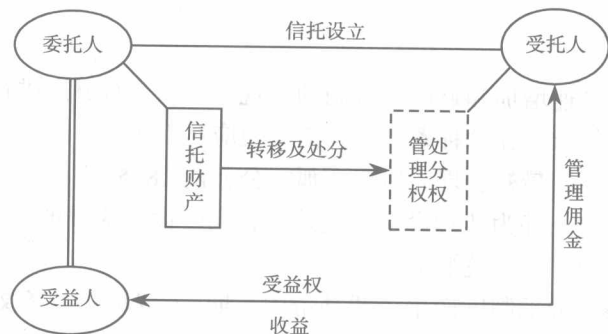 委托人
信托设立
受托人
信托财产
转移及处分
管理权
处分权
管理佣金
受益人
受益权
收益